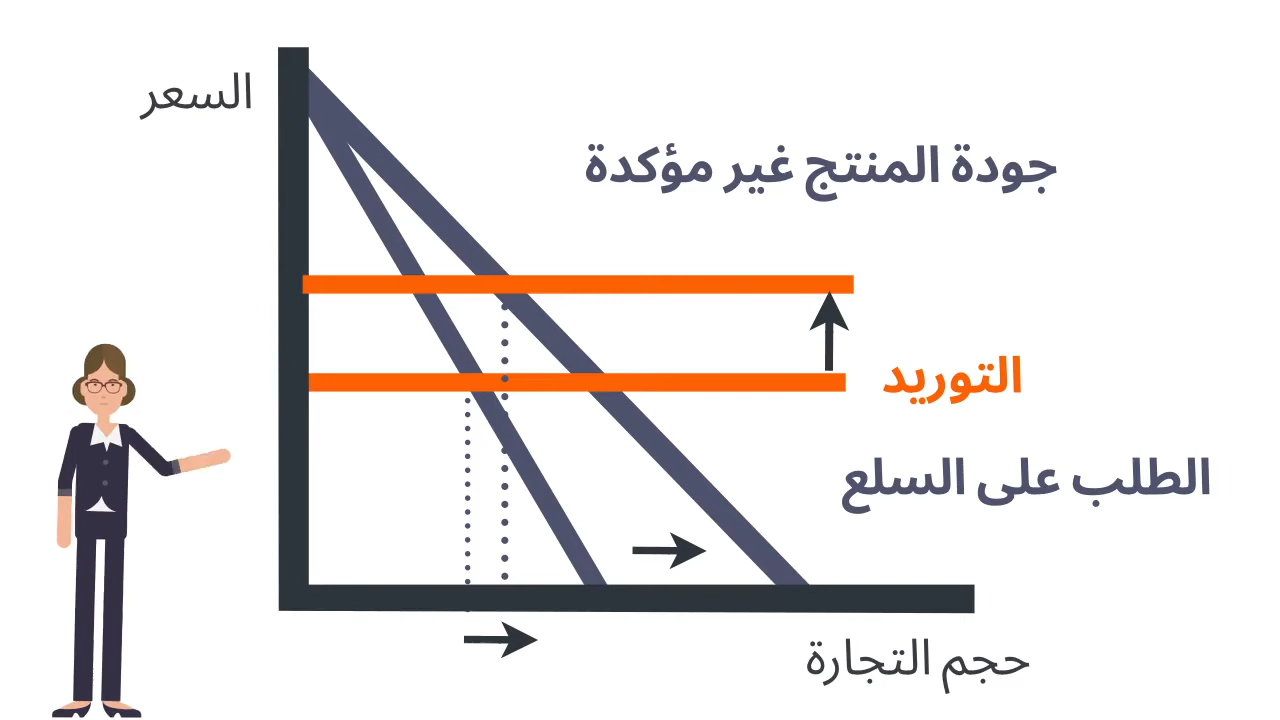 السعر
جودة المنتج غير مؤكدة
التوريد
الطلب على السلع
حجم التجارة